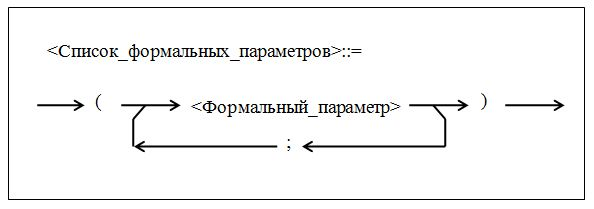 <Список_формальных_параметров>::=
( <Формальный_параметр> )
;